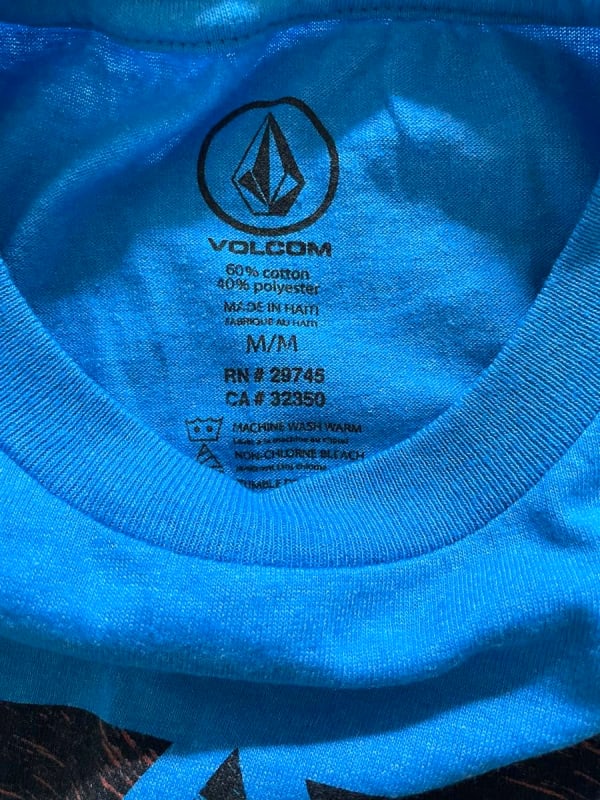 VOLCOM
60% cotton
40% polyester
MADE IN HAITI
FABRIQUE AU HAITI
M/M
RN # 29745
CA # 32350
MACHINE WASH WARM
NON-CHLORINE BLEACH